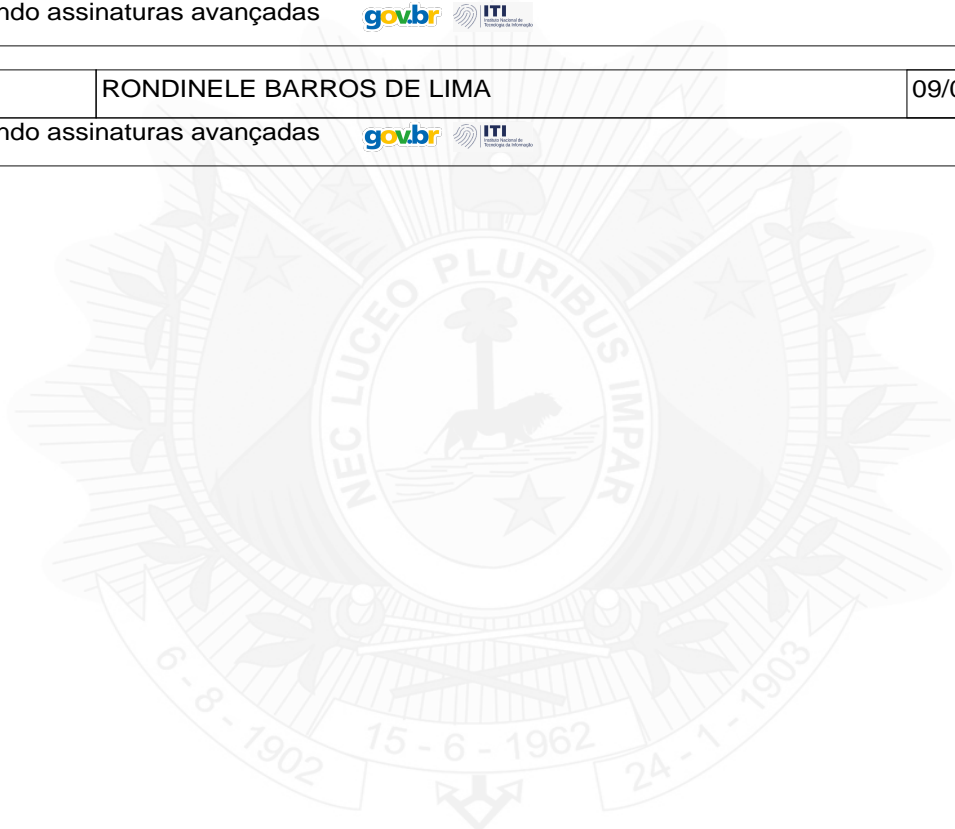 ndo assinaturas avançadas gov.br ITI
RONDINELE BARROS DE LIMA 09/0
ndo assinaturas avançadas gov.br ITI
NEC LUCEO PLURIBUS IMPAR
6 - 8 - 1902 15 - 6 - 1962 24 - 1 - 1903